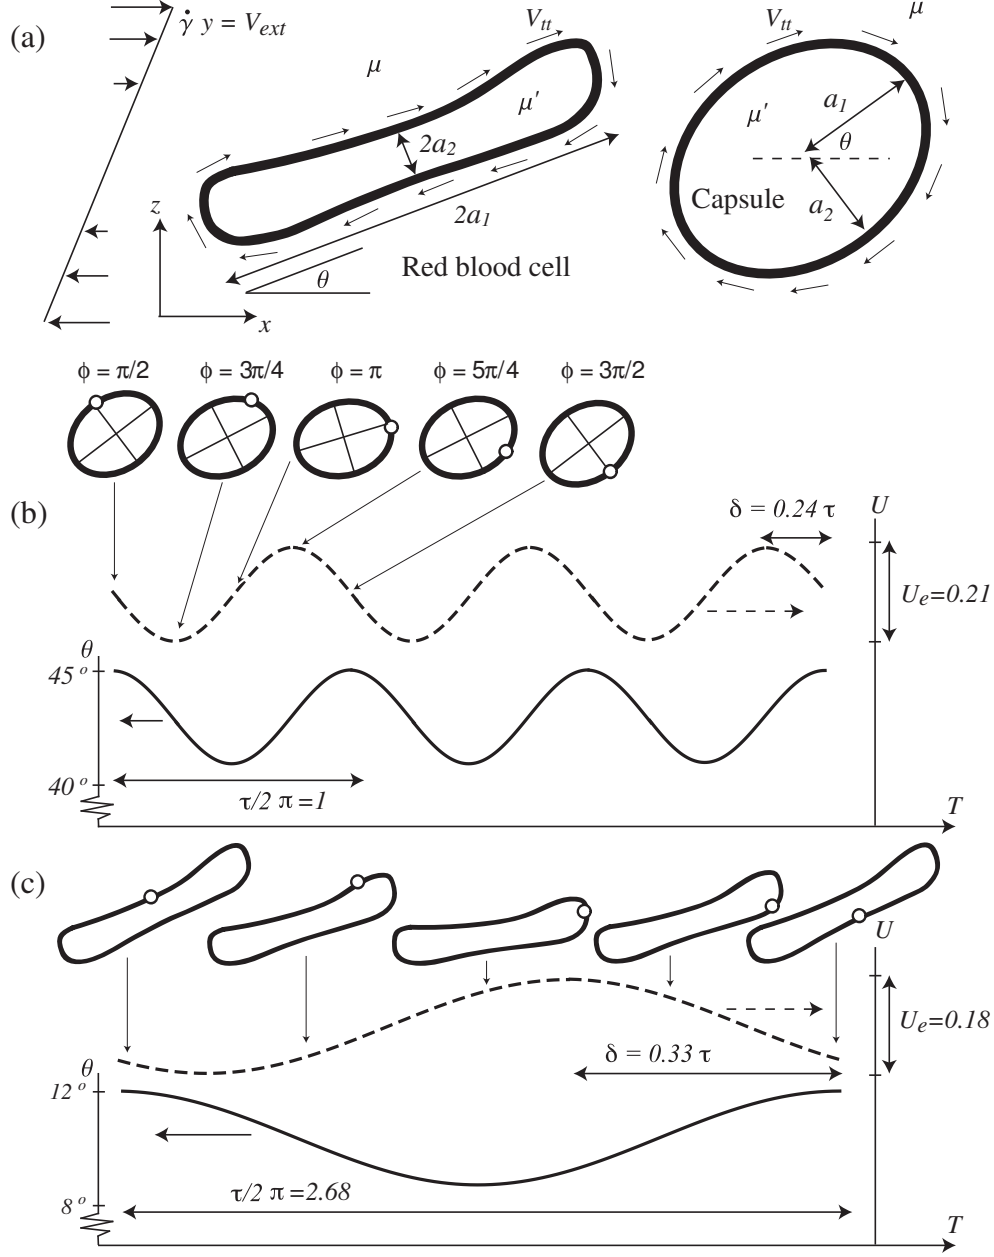 (a)
γ̇ y = V_ext
V_tt
V_tt
μ
μ
μ'
μ'
2a_2
a_1
θ
Capsule
a_2
2a_1
z
Red blood cell
θ
x
ϕ = π/2 ϕ = 3π/4 ϕ = π ϕ = 5π/4 ϕ = 3π/2
(b)
δ = 0.24 τ
U
U_e=0.21
θ
45°
40°
τ/2 π=1
T
(c)
U
U_e=0.18
δ = 0.33 τ
θ
12°
τ/2 π=2.68
8°
T